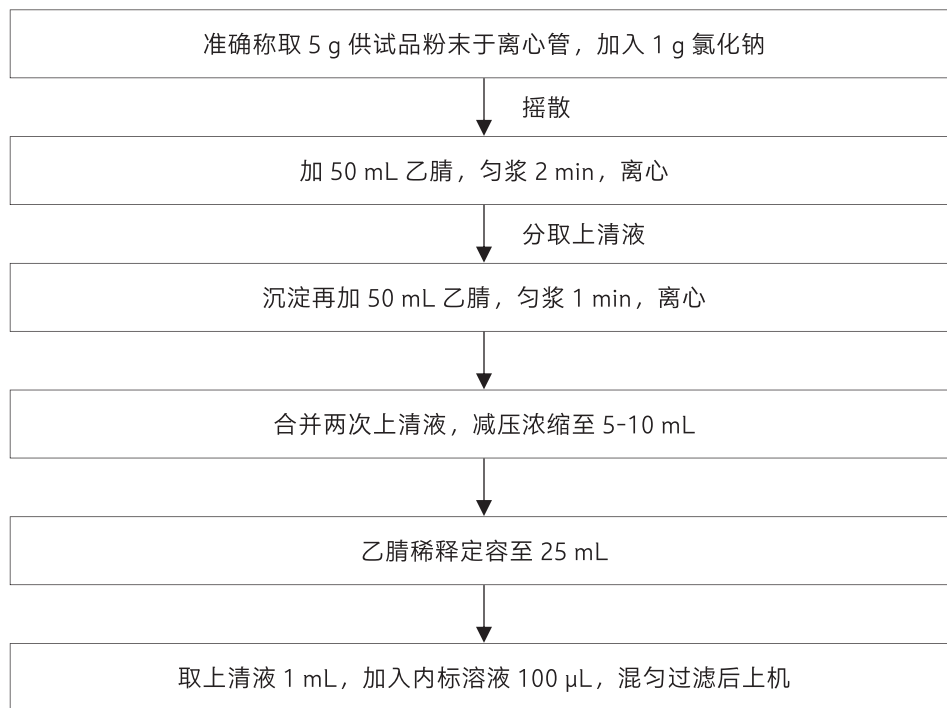 准确称取 5 g 供试品粉末于离心管，加入 1 g 氯化钠
摇散
加 50 mL 乙腈，匀浆 2 min，离心
分取上清液
沉淀再加 50 mL 乙腈，匀浆 1 min，离心
合并两次上清液，减压浓缩至 5-10 mL
乙腈稀释定容至 25 mL
取上清液 1 mL，加入内标溶液 100 μL，混匀过滤后上机